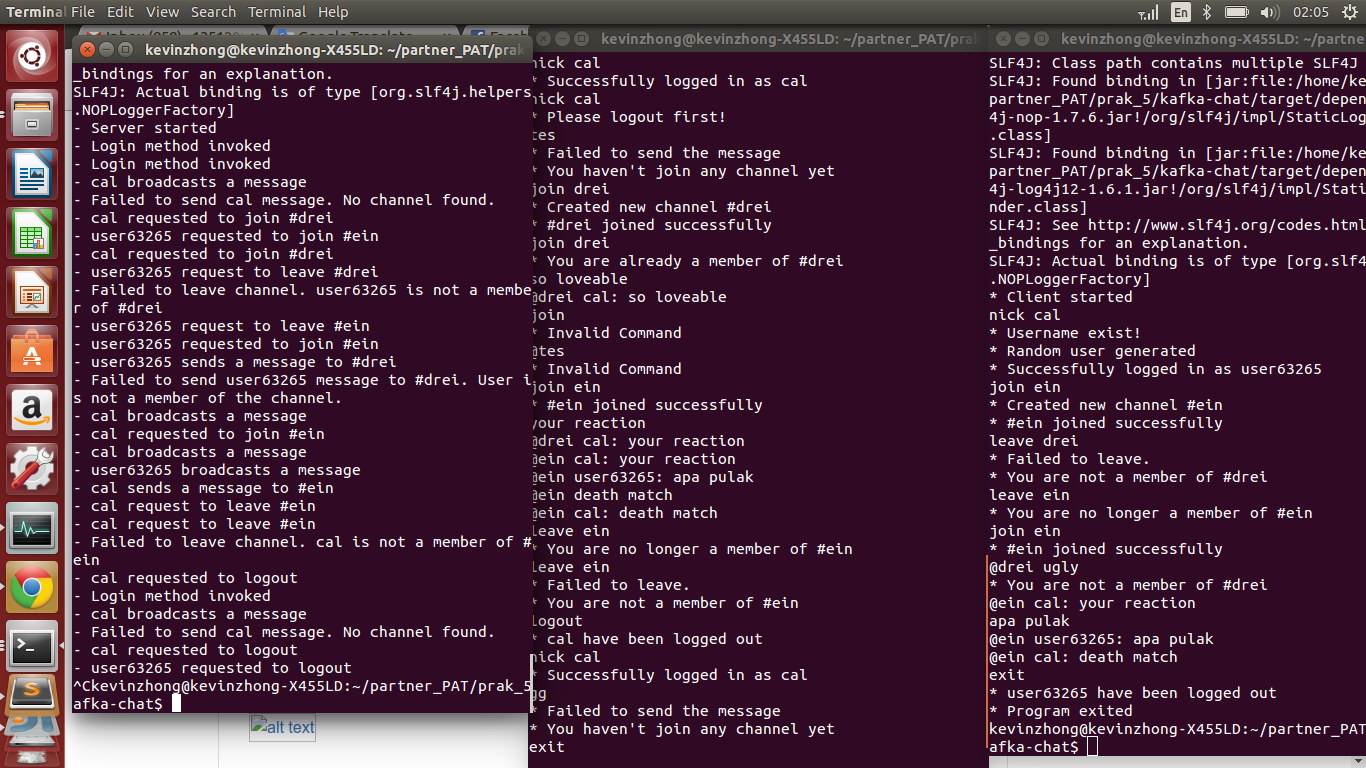 Terminal File Edit View Search Terminal Help
En
02:05
kevinzhong@kevinzhong-X455LD: ~/partner_PAT/prak
_bindings for an explanation.
SLF4J: Actual binding is of type [org.slf4j.helpers
.NOPLoggerFactory]
- Server started
- Login method invoked
- Login method invoked
- cal broadcasts a message
- Failed to send cal message. No channel found.
- cal requested to join #drei
- user63265 requested to join #ein
- cal requested to join #drei
- user63265 request to leave #drei
- Failed to leave channel. user63265 is not a membe
r of #drei
- user63265 request to leave #ein
- user63265 requested to join #ein
- user63265 sends a message to #drei
- Failed to send user63265 message to #drei. User i
s not a member of the channel.
- cal broadcasts a message
- cal requested to join #ein
- cal broadcasts a message
- user63265 broadcasts a message
- cal sends a message to #ein
- cal request to leave #ein
- cal request to leave #ein
- Failed to leave channel. cal is not a member of #
ein
- cal requested to logout
- Login method invoked
- cal broadcasts a message
- Failed to send cal message. No channel found.
- cal requested to logout
- user63265 requested to logout
^Ckevinzhong@kevinzhong-X455LD:~/partner_PAT/prak_5
afka-chat$
alt text
kevinzhong@kevinzhong-X455LD: ~/partner_PAT/prak
nick cal
* Successfully logged in as cal
nick cal
* Please logout first!
tes
* Failed to send the message
* You haven't join any channel yet
join drei
* Created new channel #drei
* #drei joined successfully
join drei
* You are already a member of #drei
so loveable
@drei cal: so loveable
join
* Invalid Command
@tes
* Invalid Command
join ein
* #ein joined successfully
your reaction
@drei cal: your reaction
@ein cal: your reaction
@ein user63265: apa pulak
@ein death match
@ein cal: death match
leave ein
* You are no longer a member of #ein
leave ein
* Failed to leave.
* You are not a member of #ein
logout
* cal have been logged out
nick cal
* Successfully logged in as cal
gg
* Failed to send the message
* You haven't join any channel yet
exit
kevinzhong@kevinzhong-X455LD: ~/partne
SLF4J: Class path contains multiple SLF4J
SLF4J: Found binding in [jar:file:/home/ke
partner_PAT/prak_5/kafka-chat/target/depen
4j-nop-1.7.6.jar!/org/slf4j/impl/StaticLog
.class]
SLF4J: Found binding in [jar:file:/home/ke
partner_PAT/prak_5/kafka-chat/target/depen
4j-log4j12-1.6.1.jar!/org/slf4j/impl/Stati
nder.class]
SLF4J: See http://www.slf4j.org/codes.html
_bindings for an explanation.
SLF4J: Actual binding is of type [org.slf4
.NOPLoggerFactory]
* Client started
nick cal
* Username exist!
* Random user generated
* Successfully logged in as user63265
join ein
* Created new channel #ein
* #ein joined successfully
leave drei
* Failed to leave.
* You are not a member of #drei
leave ein
* You are no longer a member of #ein
join ein
* #ein joined successfully
@drei ugly
* You are not a member of #drei
@ein cal: your reaction
apa pulak
@ein user63265: apa pulak
@ein cal: death match
exit
* user63265 have been logged out
* Program exited
kevinzhong@kevinzhong-X455LD:~/partner_PAT
afka-chat$